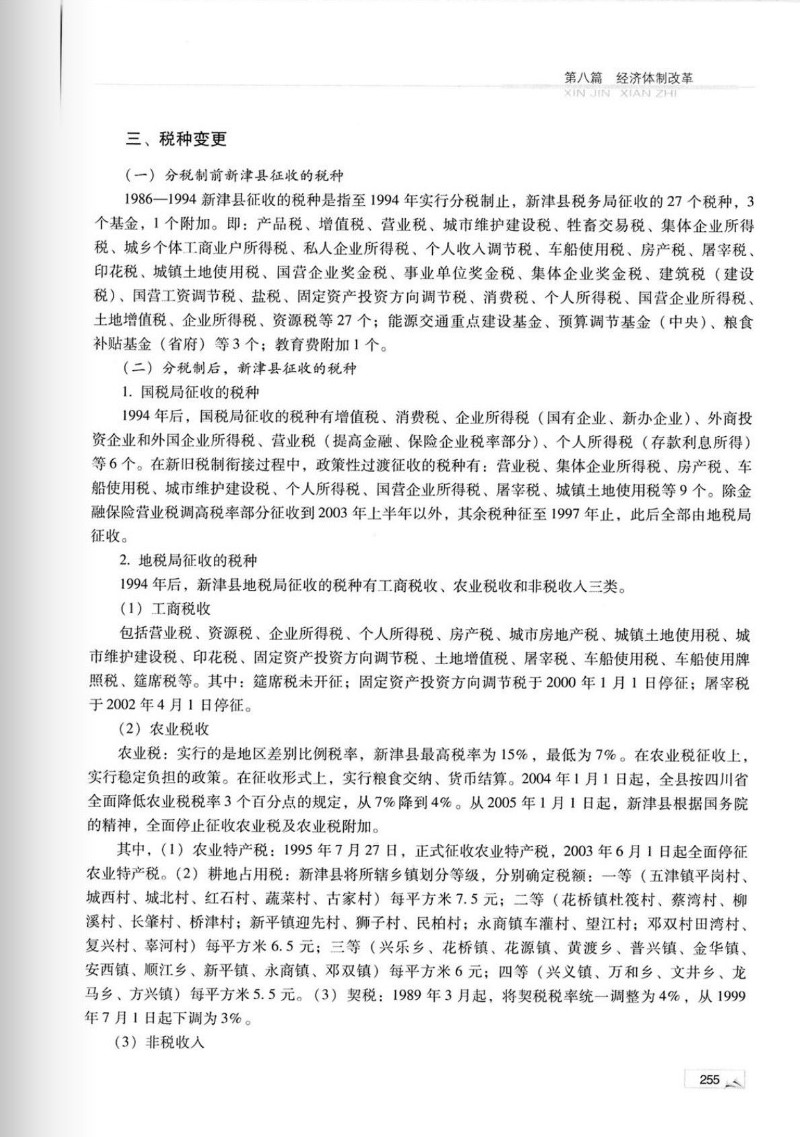 第八篇　经济体制改革
XIN JIN XIAN ZHI
三、税种变更
（一）分税制前新津县征收的税种
1986—1994 新津县征收的税种是指至 1994 年实行分税制止，新津县税务局征收的 27 个税种，3
个基金，1 个附加。即：产品税、增值税、营业税、城市维护建设税、牲畜交易税、集体企业所得
税、城乡个体工商业户所得税、私人企业所得税、个人收入调节税、车船使用税、房产税、屠宰税、
印花税、城镇土地使用税、国营企业奖金税、事业单位奖金税、集体企业奖金税、建筑税（建设
税）、国营工资调节税、盐税、固定资产投资方向调节税、消费税、个人所得税、国营企业所得税、
土地增值税、企业所得税、资源税等 27 个；能源交通重点建设基金、预算调节基金（中央）、粮食
补贴基金（省府）等 3 个；教育费附加 1 个。
（二）分税制后，新津县征收的税种
1. 国税局征收的税种
1994 年后，国税局征收的税种有增值税、消费税、企业所得税（国有企业、新办企业）、外商投
资企业和外国企业所得税、营业税（提高金融、保险企业税率部分）、个人所得税（存款利息所得）
等 6 个。在新旧税制衔接过程中，政策性过渡征收的税种有：营业税、集体企业所得税、房产税、车
船使用税、城市维护建设税、个人所得税、国营企业所得税、屠宰税、城镇土地使用税等 9 个。除金
融保险营业税调高税率部分征收到 2003 年上半年以外，其余税种征至 1997 年止，此后全部由地税局
征收。
2. 地税局征收的税种
1994 年后，新津县地税局征收的税种有工商税收、农业税收和非税收入三类。
（1）工商税收
包括营业税、资源税、企业所得税、个人所得税、房产税、城市房地产税、城镇土地使用税、城
市维护建设税、印花税、固定资产投资方向调节税、土地增值税、屠宰税、车船使用税、车船使用牌
照税、筵席税等。其中：筵席税未开征；固定资产投资方向调节税于 2000 年 1 月 1 日停征；屠宰税
于 2002 年 4 月 1 日停征。
（2）农业税收
农业税：实行的是地区差别比例税率，新津县最高税率为 15%，最低为 7%。在农业税征收上，
实行稳定负担的政策。在征收形式上，实行粮食交纳、货币结算。2004 年 1 月 1 日起，全县按四川省
全面降低农业税税率 3 个百分点的规定，从 7% 降到 4%。从 2005 年 1 月 1 日起，新津县根据国务院
的精神，全面停止征收农业税及农业税附加。
其中，（1）农业特产税：1995 年 7 月 27 日，正式征收农业特产税，2003 年 6 月 1 日起全面停征
农业特产税。（2）耕地占用税：新津县将所辖乡镇划分等级，分别确定税额：一等（五津镇平岗村、
城西村、城北村、红石村、蔬菜村、古家村）每平方米 7.5 元；二等（花桥镇杜筏村、蔡湾村、柳
溪村、长肇村、桥津村；新平镇迎先村、狮子村、民柏村；永商镇车灌村、望江村；邓双村田湾村、
复兴村、辜河村）每平方米 6.5 元；三等（兴乐乡、花桥镇、花源镇、黄渡乡、普兴镇、金华镇、
安西镇、顺江乡、新平镇、永商镇、邓双镇）每平方米 6 元；四等（兴义镇、万和乡、文井乡、龙
马乡、方兴镇）每平方米 5.5 元。（3）契税：1989 年 3 月起，将契税税率统一调整为 4%，从 1999
年 7 月 1 日起下调为 3%。
（3）非税收入
255